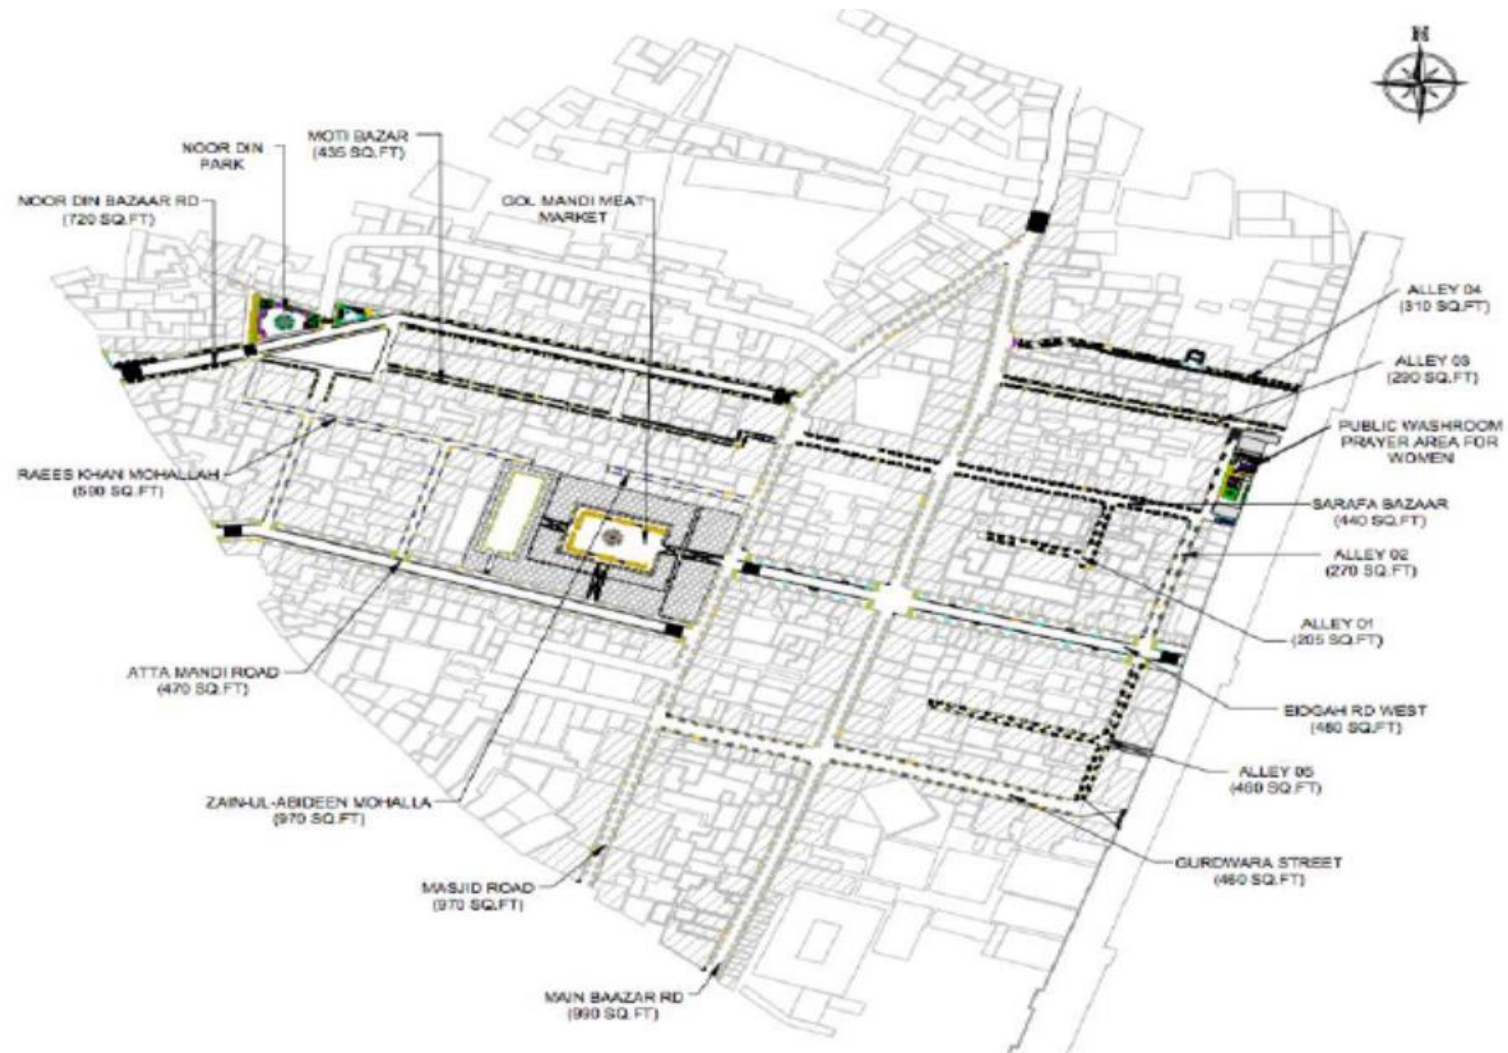 N
MOTI BAZAR
(435 SQ.FT)
NOOR DIN
PARK
NOOR DIN BAZAAR RD
(720 SQ.FT)
GOL MANDI MEAT
MARKET
ALLEY 04
(310 SQ.FT)
ALLEY 03
(290 SQ.FT)
PUBLIC WASHROOM
PRAYER AREA FOR
WOMEN
RAEES KHAN MOHALLAH
(590 SQ.FT)
SARAFA BAZAAR
(440 SQ.FT)
ALLEY 02
(270 SQ.FT)
ALLEY 01
(205 SQ.FT)
ATTA MANDI ROAD
(470 SQ.FT)
EIDGAH RD WEST
(480 SQ.FT)
ALLEY 05
(460 SQ.FT)
ZAIN-UL-ABIDEEN MOHALLA
(970 SQ.FT)
GURDWARA STREET
(460 SQ.FT)
MASJID ROAD
(970 SQ.FT)
MAIN BAAZAR RD
(990 SQ.FT)